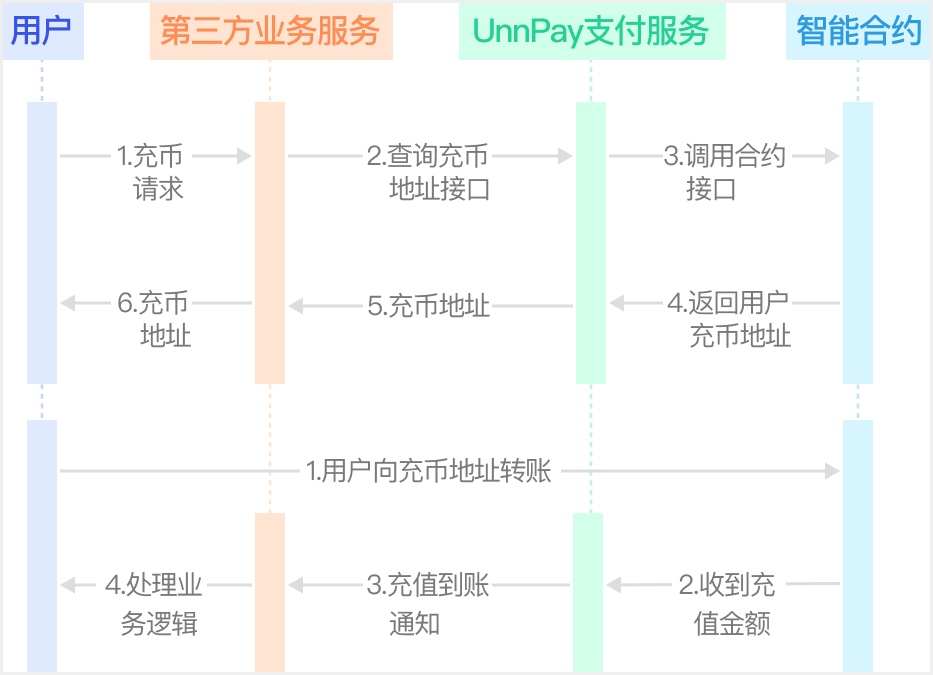 用户
第三方业务服务
UnnPay支付服务
智能合约
1.充币
请求
2.查询充币
地址接口
3.调用合约
接口
6.充币
地址
5.充币地址
4.返回用户
充币地址
1.用户向充币地址转账
4.处理业
务逻辑
3.充值到账
通知
2.收到充
值金额